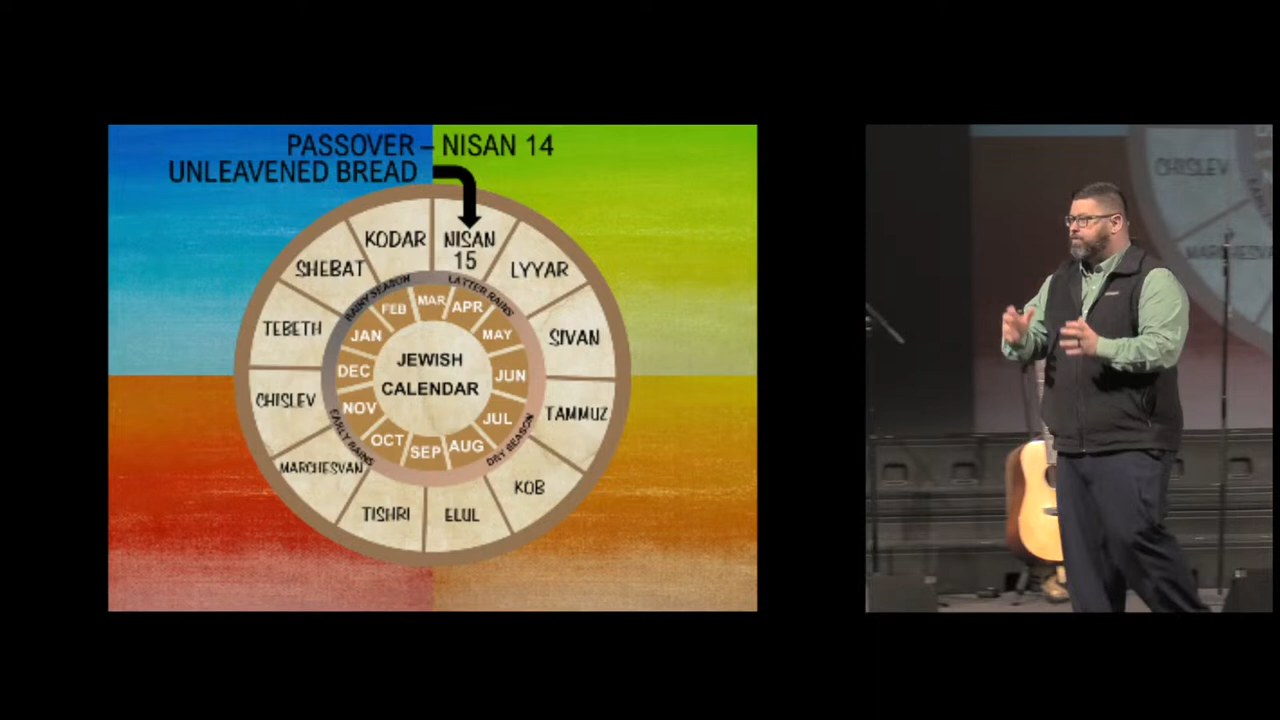 PASSOVER – NISAN 14
UNLEAVENED BREAD
KODAR
NISAN
15
SHEBAT
LYYAR
TEBETH
SIVAN
CHISLEV
TAMMUZ
MARCHESVAN
KOB
TISHRI
ELUL
RAINY SEASON
LATTER RAINS
EARLY RAINS
DRY SEASON
FEB
MAR
APR
JAN
MAY
DEC
JUN
NOV
JUL
OCT
SEP
AUG
JEWISH
CALENDAR
CHISLEV